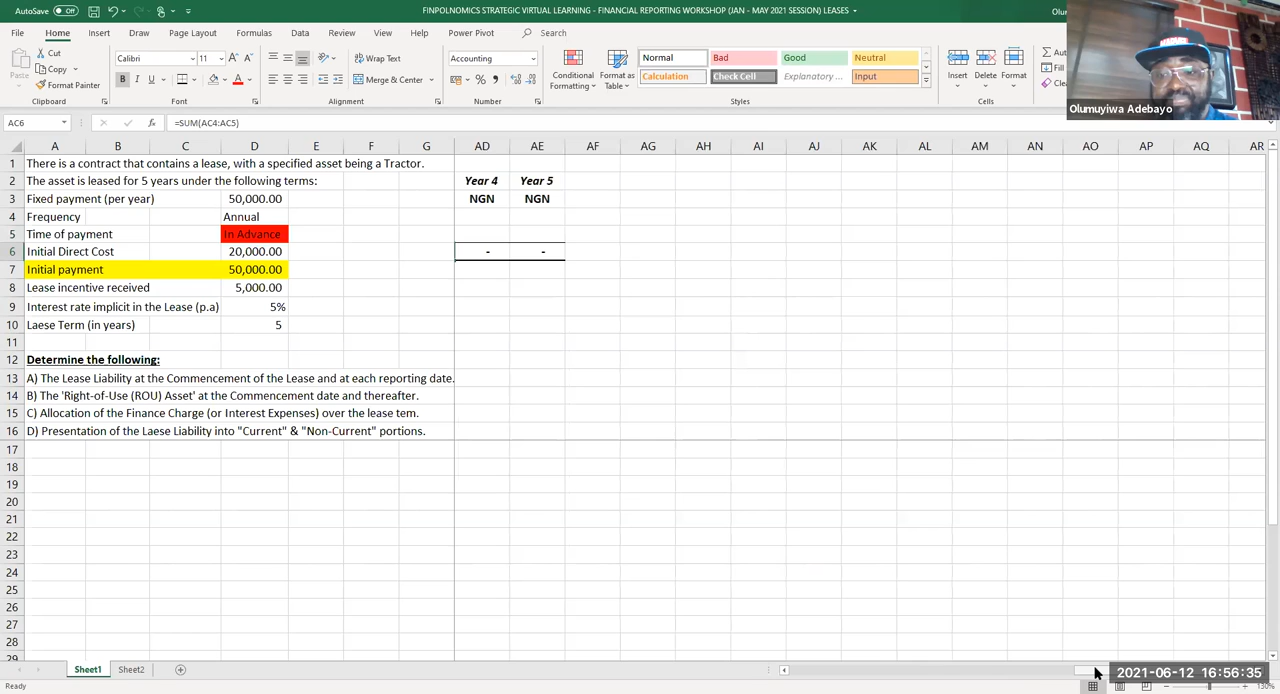 AutoSave Off
FINPOLNOMICS STRATEGIC VIRTUAL LEARNING - FINANCIAL REPORTING WORKSHOP (JAN - MAY 2021 SESSION) LEASES
Olu
File Home Insert Draw Page Layout Formulas Data Review View Help Power Pivot Search
Cut
Copy
Format Painter
Paste
Clipboard
Calibri 11
B I U
Font
Wrap Text
Merge & Center
Alignment
Accounting
Number
Conditional Formatting
Format as Table
Normal Bad Good Neutral
Calculation Check Cell Explanatory ... Input
Styles
Insert Delete Format
Cells
Olumuyiwa Adebayo
AC6 =SUM(AC4:AC5)
A B C D E F G AD AE AF AG AH AI AJ AK AL AM AN AO AP AQ AR
1 There is a contract that contains a lease, with a specified asset being a Tractor.
2 The asset is leased for 5 years under the following terms: Year 4 Year 5
3 Fixed payment (per year) 50,000.00 NGN NGN
4 Frequency Annual
5 Time of payment In Advance
6 Initial Direct Cost 20,000.00 - -
7 Initial payment 50,000.00
8 Lease incentive received 5,000.00
9 Interest rate implicit in the Lease (p.a) 5%
10 Laese Term (in years) 5
11
12 Determine the following:
13 A) The Lease Liability at the Commencement of the Lease and at each reporting date.
14 B) The 'Right-of-Use (ROU) Asset' at the Commencement date and thereafter.
15 C) Allocation of the Finance Charge (or Interest Expenses) over the lease tem.
16 D) Presentation of the Laese Liability into "Current" & "Non-Current" portions.
17
18
19
20
21
22
23
24
25
26
27
28
29
Sheet1 Sheet2
2021-06-12 16:56:35
Ready
130%